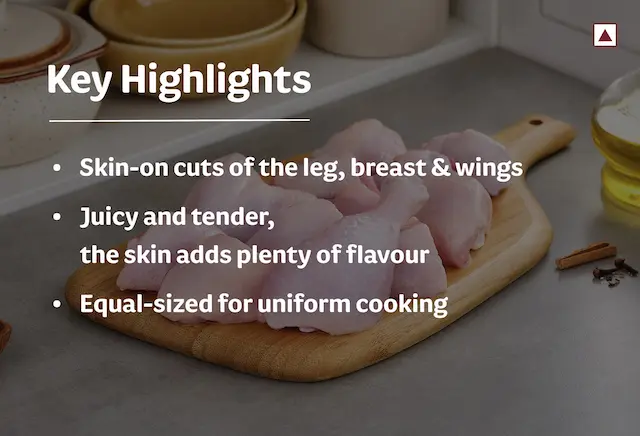 Key Highlights
• Skin-on cuts of the leg, breast & wings
• Juicy and tender,
the skin adds plenty of flavour
• Equal-sized for uniform cooking